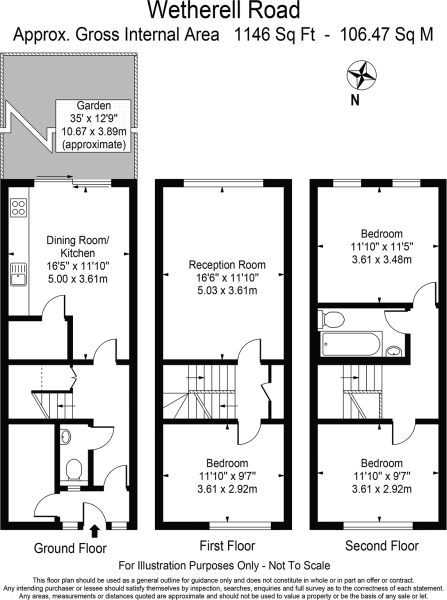 Wetherell Road
Approx. Gross Internal Area 1146 Sq Ft - 106.47 Sq M
N
Garden
35' x 12'9"
10.67 x 3.89m
(approximate)
Dining Room/
Kitchen
16'5" x 11'10"
5.00 x 3.61m
Reception Room
16'6" x 11'10"
5.03 x 3.61m
Bedroom
11'10" x 11'5"
3.61 x 3.48m
Bedroom
11'10" x 9'7"
3.61 x 2.92m
Bedroom
11'10" x 9'7"
3.61 x 2.92m
Ground Floor
First Floor
Second Floor
For Illustration Purposes Only - Not To Scale
This floor plan should be used as a general outline for guidance only and does not constitute in whole or in part an offer or contract.
Any intending purchaser or lessee should satisfy themselves by inspection, searches, enquiries and full survey as to the correctness of each statement.
Any areas, measurements or distances quoted are approximate and should not be used to value a property or be the basis of any sale or let.